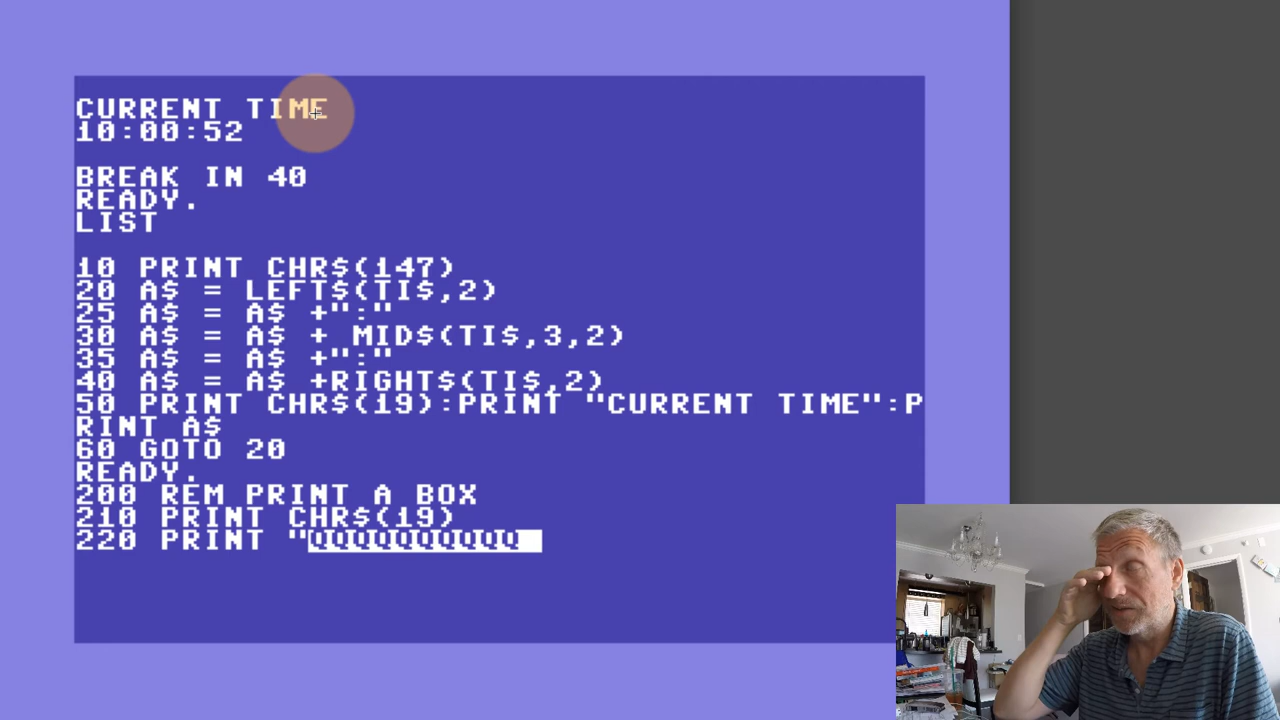 CURRENT TIME
10:00:52
BREAK IN 40
READY.
LIST
10 PRINT CHR$(147)
20 A$ = LEFT$(TI$,2)
25 A$ = A$ +":"
30 A$ = A$ + MID$(TI$,3,2)
35 A$ = A$ +":"
40 A$ = A$ +RIGHT$(TI$,2)
50 PRINT CHR$(19):PRINT "CURRENT TIME":P
RINT A$
60 GOTO 20
READY.
200 REM PRINT A BOX
210 PRINT CHR$(19)
220 PRINT "QQQQQQQQQQ